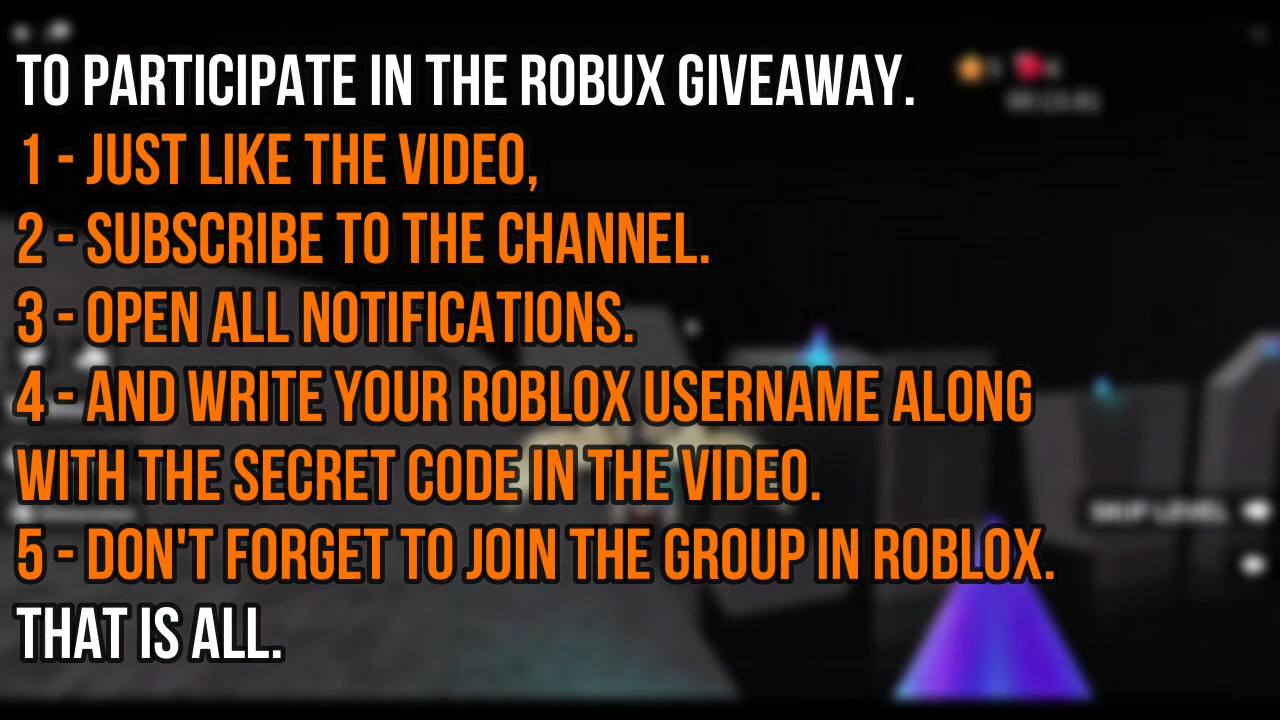 TO PARTICIPATE IN THE ROBUX GIVEAWAY.
1 - JUST LIKE THE VIDEO,
2 - SUBSCRIBE TO THE CHANNEL.
3 - OPEN ALL NOTIFICATIONS.
4 - AND WRITE YOUR ROBLOX USERNAME ALONG
WITH THE SECRET CODE IN THE VIDEO.
SKIP LEVEL
5 - DON'T FORGET TO JOIN THE GROUP IN ROBLOX.
THAT IS ALL.